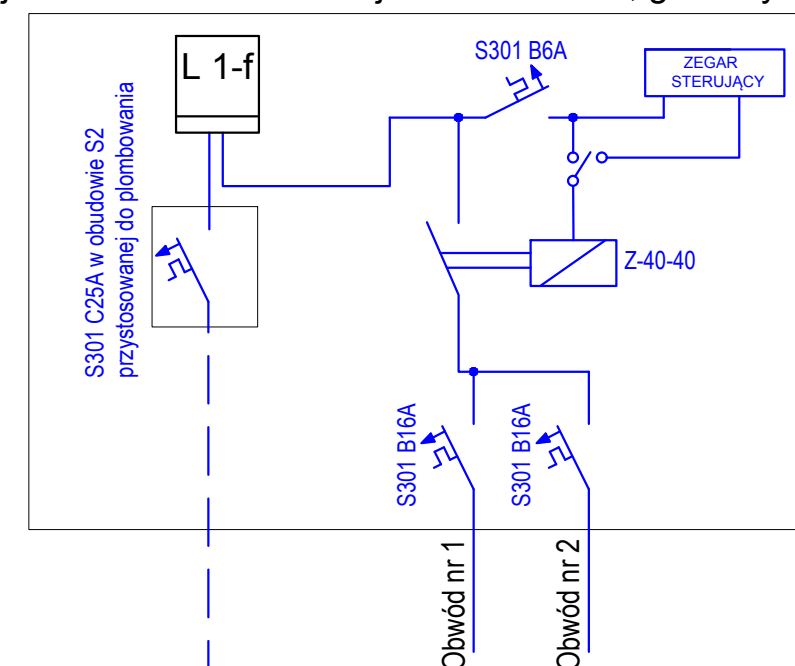 L 1-f
S301 B6A
ZEGAR
STERUJĄCY
S301 C25A w obudowie S2
przystosowanej do plombowania
Z-40-40
S301 B16A
S301 B16A
Obwód nr 1
Obwód nr 2